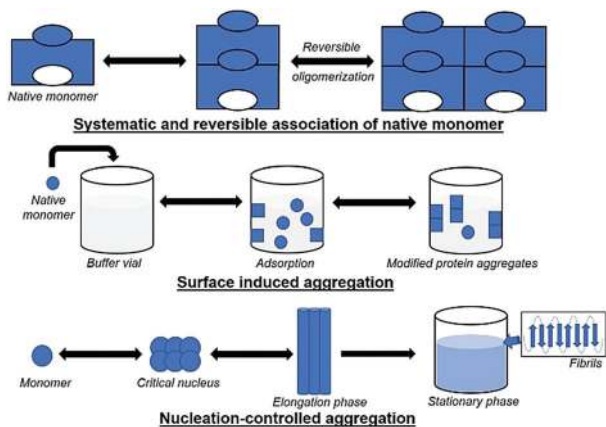 Reversible
oligomerization
Native monomer
Systematic and reversible association of native monomer
Native
monomer
Buffer vial
Adsorption
Modified protein aggregates
Surface induced aggregation
Monomer
Critical nucleus
Elongation phase
Stationary phase
Fibrils
Nucleation-controlled aggregation